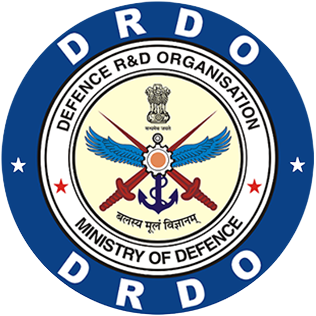 DRDO
DEFENCE R&D ORGANISATION
सत्यमेव जयते
बलस्य मूलं विज्ञानम्
MINISTRY OF DEFENCE
DRDO